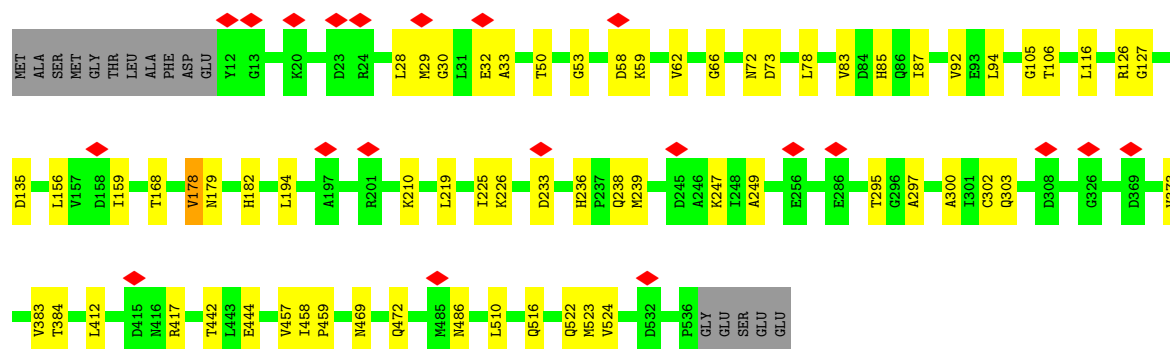 MET ALA SER MET GLY THR LEU ALA PHE ASP GLU Y12 G13 K20 D23 R24 L28 M29 G30 L31 E32 A33 T50 G53 D58 K59 V62 G66 N72 D73 L78 V83 D84 H85 Q86 I87 V92 E93 L94 G105 T106 L116 R126 G127
D135 L156 V157 D158 I159 T168 V178 N179 H182 L194 A197 R201 K210 L219 I225 K226 D233 H236 P237 Q238 M239 D245 A246 K247 I248 A249 E256 E286 T295 G296 A297 A300 I301 C302 Q303 D308 G326 D369
V383 T384 L412 D415 N416 R417 T442 L443 E444 V457 I458 P459 N469 Q472 M485 N486 L510 Q516 Q522 M523 V524 D532 P536 GLY GLU SER GLU GLU